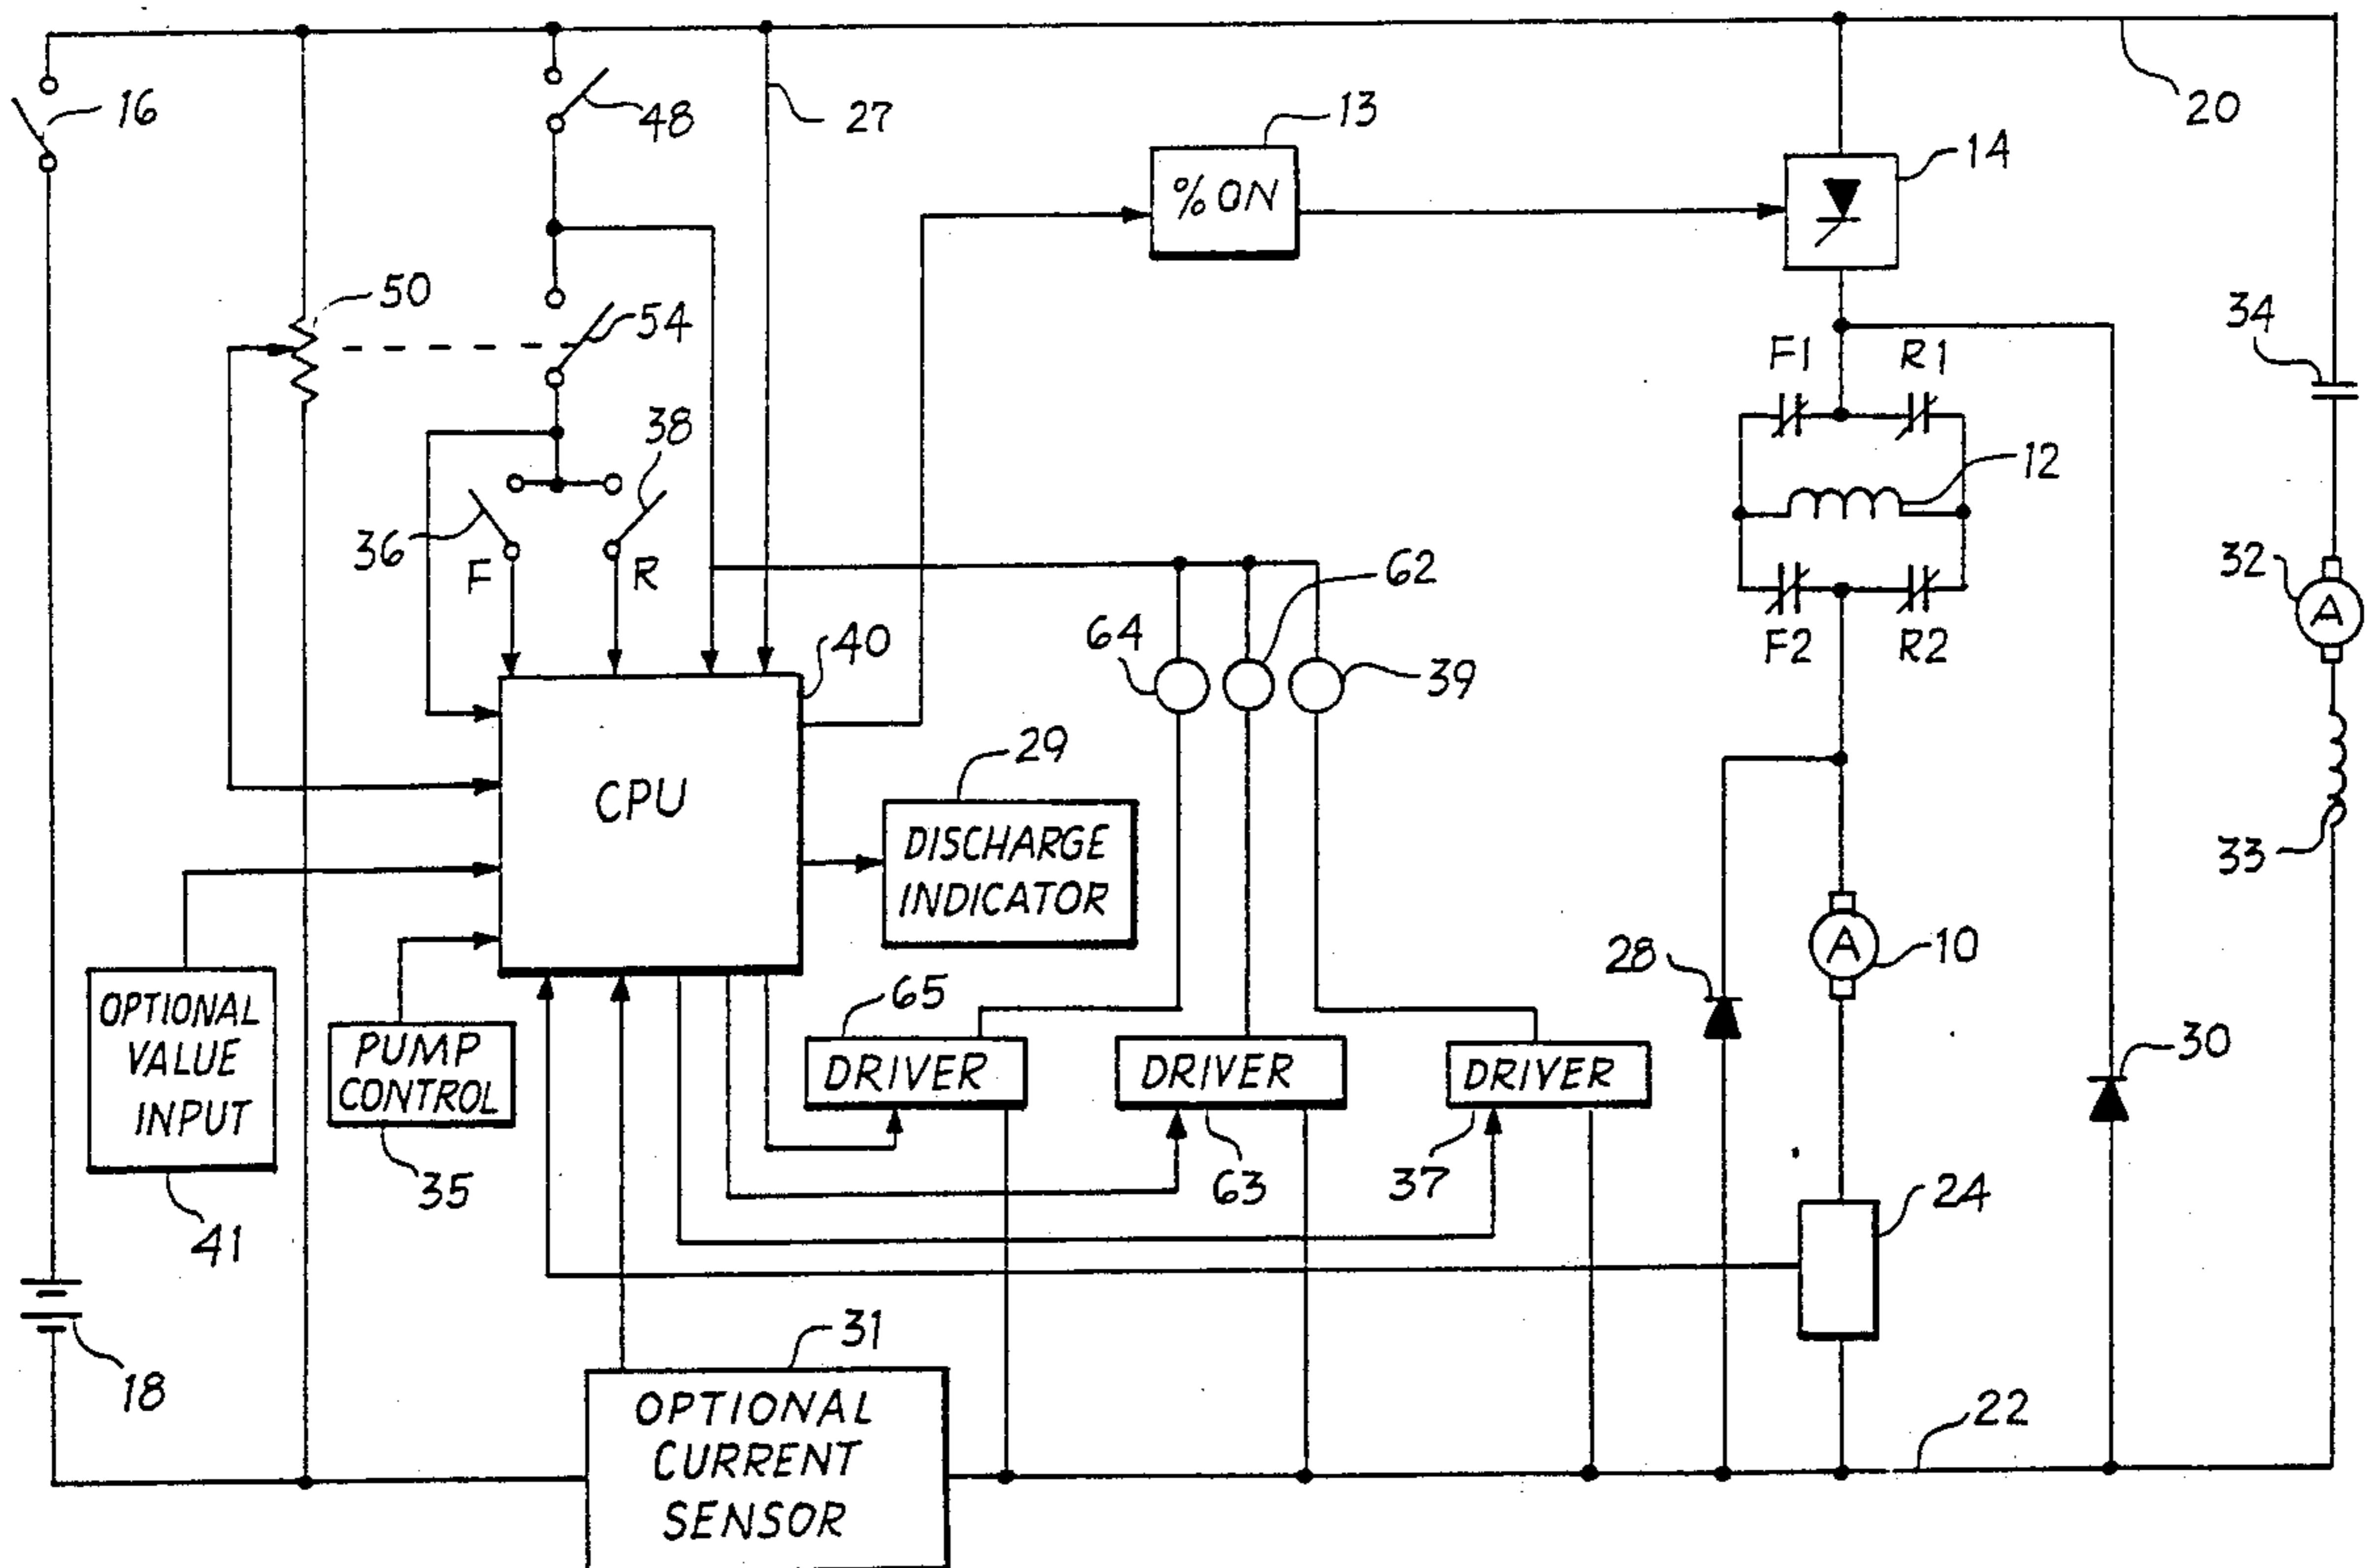 16
48
27
13
20
% ON
14
50
54
34
F1
R1
38
12
36
F
R
62
32
A
64
40
F2
R2
39
29
CPU
DISCHARGE
INDICATOR
33
28
A
10
65
OPTIONAL
VALUE
INPUT
PUMP
CONTROL
DRIVER
DRIVER
DRIVER
30
35
63
37
24
41
31
18
OPTIONAL
CURRENT
SENSOR
22